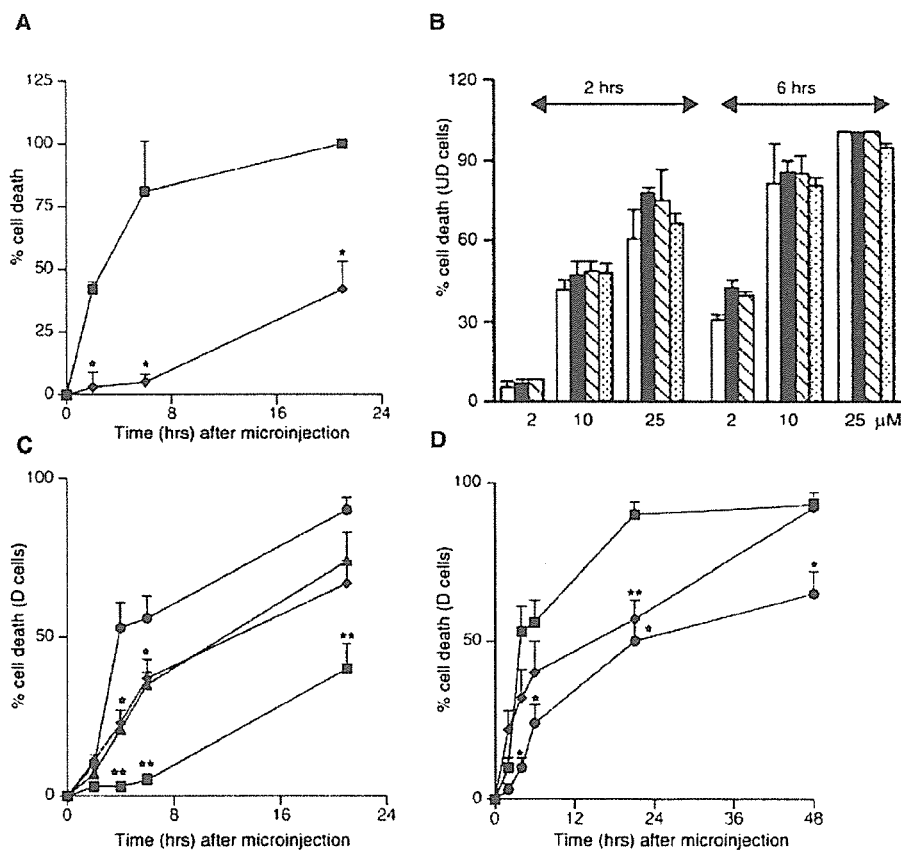 A
125
100
75
50
25
0
% cell death
*
*
*
0 8 16 24
Time (hrs) after microinjection
B
120
90
60
30
0
% cell death (UD cells)
2 hrs
6 hrs
2 10 25 2 10 25 µM
C
100
50
0
% cell death (D cells)
*
*
**
**
**
0 8 16 24
Time (hrs) after microinjection
D
100
50
0
% cell death (D cells)
*
*
**
*
*
0 12 24 36 48
Time (hrs) after microinjection